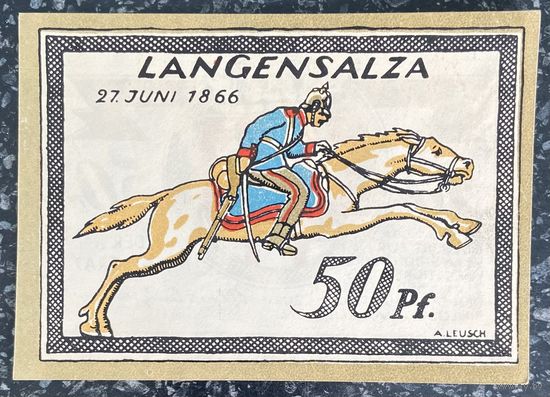 LANGENSALZA
27. JUNI 1866
50 Pf.
A. LEUSCH